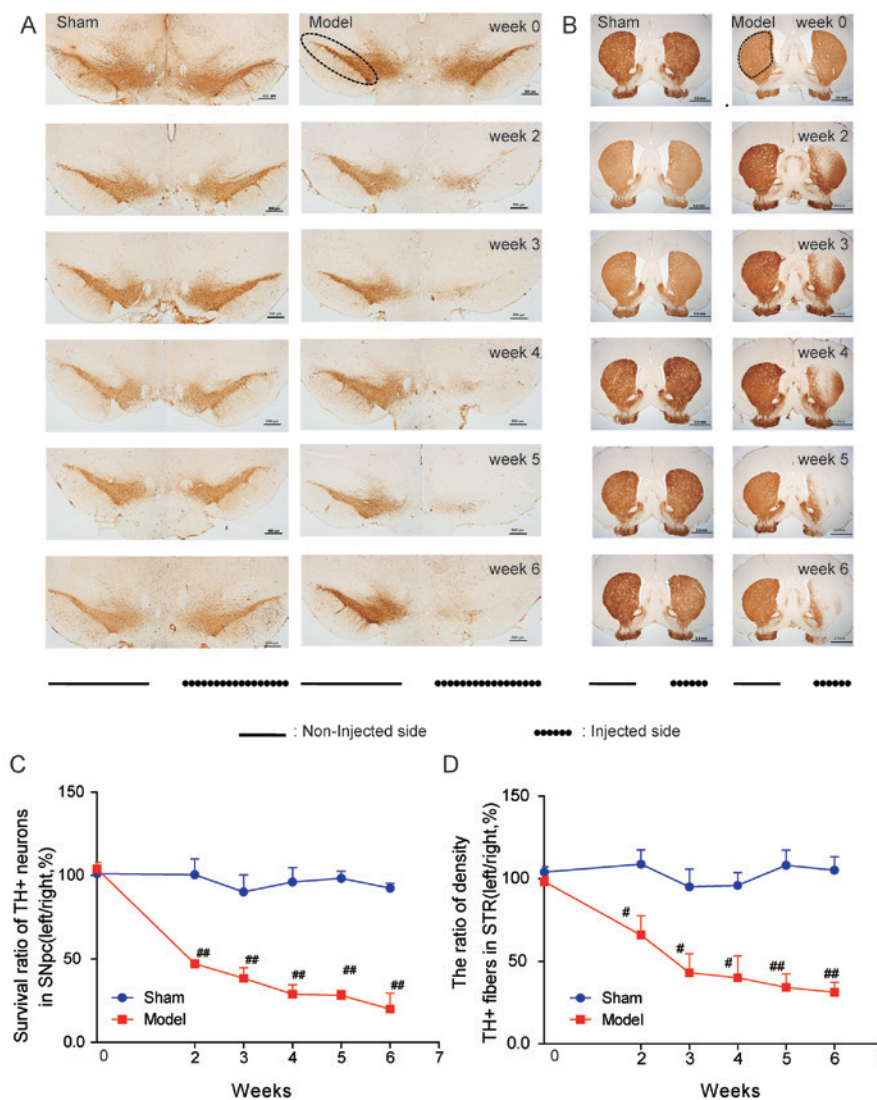 A
Sham
Model
week 0
week 2
week 3
week 4
week 5
week 6
B
Sham
Model
week 0
week 2
week 3
week 4
week 5
week 6
: Non-Injected side
: Injected side
C
Survival ratio of TH+ neurons
in SNpc(left/right,%)
150
100
50
0.0
##
##
##
##
##
Sham
Model
0
2
3
4
5
6
7
Weeks
D
The ratio of density
TH+ fibers in STR(left/right,%)
150
100
50
0.0
#
#
#
##
##
Sham
Model
0
2
3
4
5
6
Weeks